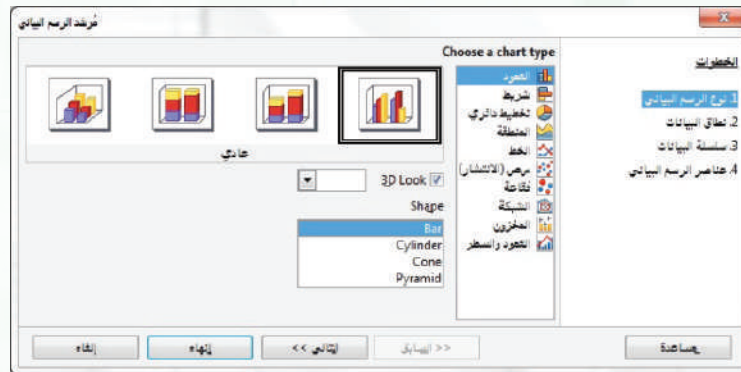 مُرشد الرسم البياني
الخطوات
1. نوع الرسم البياني
2. نطاق البيانات
3. سلسلة البيانات
4. عناصر الرسم البياني
Choose a chart type
العمود
شريط
تخطيط دائري
المنطقة
الخط
س ص (الانتشار)
فقاعة
الشبكة
المخزون
العمود والسطر
عادي
3D Look
Shape
Bar
Cylinder
Cone
Pyramid
مساعدة
<< السابق
التالي >>
إنهاء
إلغاء